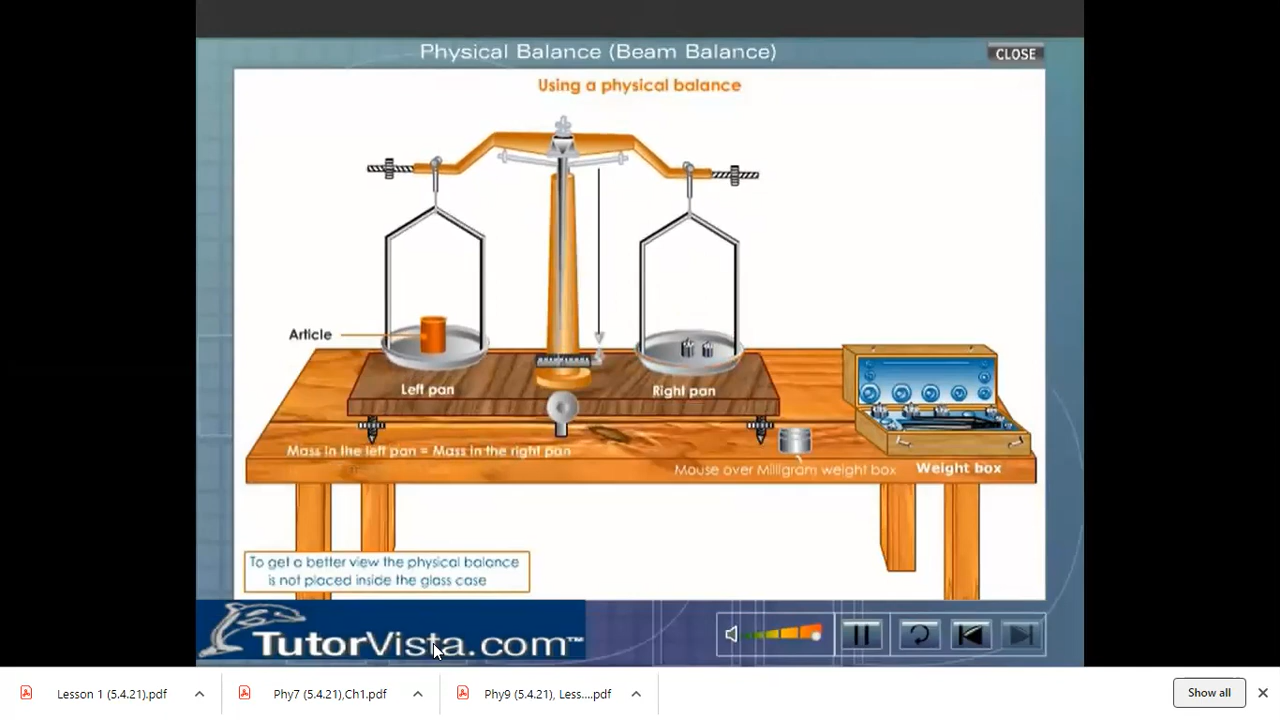 Physical Balance (Beam Balance)
CLOSE
Using a physical balance
Article
Left pan
Right pan
Mass in the left pan = Mass in the right pan
Mouse over Milligram weight box
Weight box
To get a better view the physical balance
is not placed inside the glass case
TutorVista.com™
Lesson 1 (5.4.21).pdf
Phy7 (5.4.21),Ch1.pdf
Phy9 (5.4.21), Less....pdf
Show all